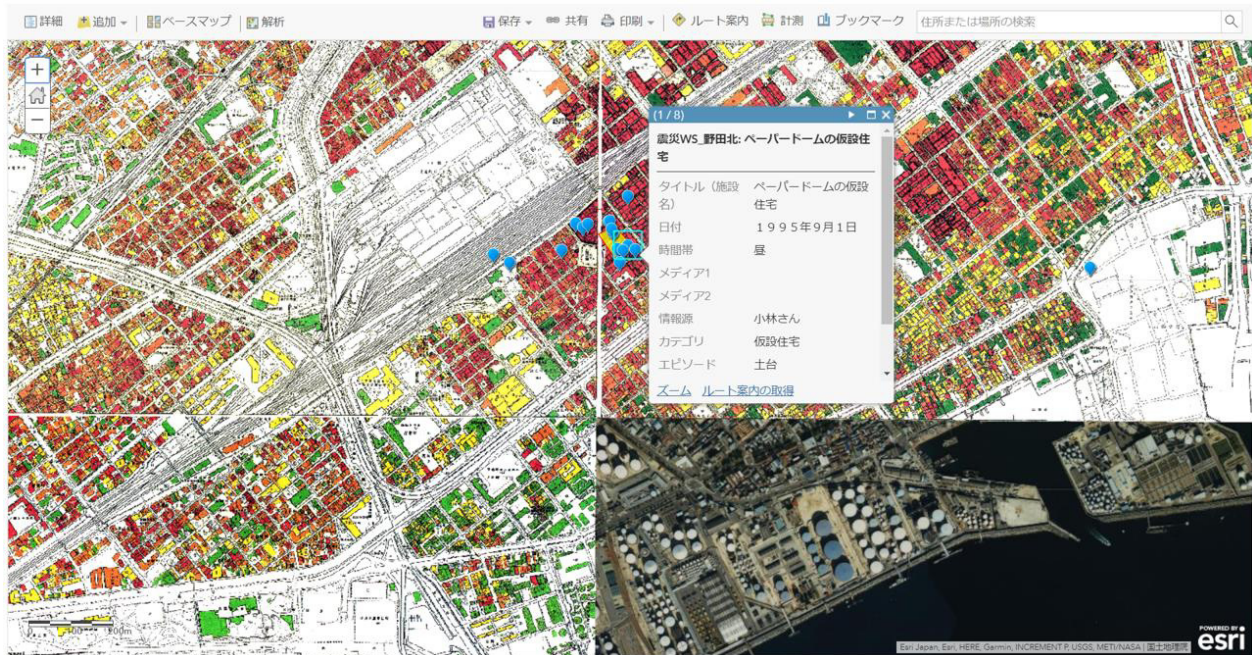 詳細 追加 ベースマップ 解析 保存 共有 印刷 ルート案内 計測 ブックマーク 住所または場所の検索
(1 / 8)
震災WS_野田北: ペーパードームの仮設住
宅
タイトル（施設 ペーパードームの仮設
名） 住宅
日付 １９９５年９月１日
時間帯 昼
メディア1
メディア2
情報源 小林さん
カテゴリ 仮設住宅
エピソード 土台
ズーム ルート案内の取得
POWERED BY
esri
Esri Japan, Esri, HERE, Garmin, INCREMENT P, USGS, METI/NASA | 国土地理院